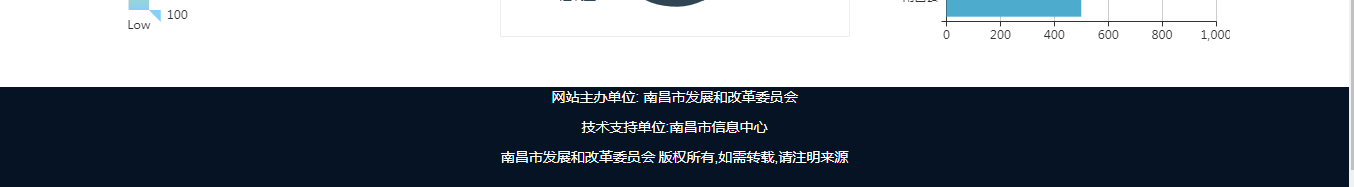 100
Low
0 200 400 600 800 1,000
网站主办单位: 南昌市发展和改革委员会
技术支持单位:南昌市信息中心
南昌市发展和改革委员会 版权所有,如需转载,请注明来源